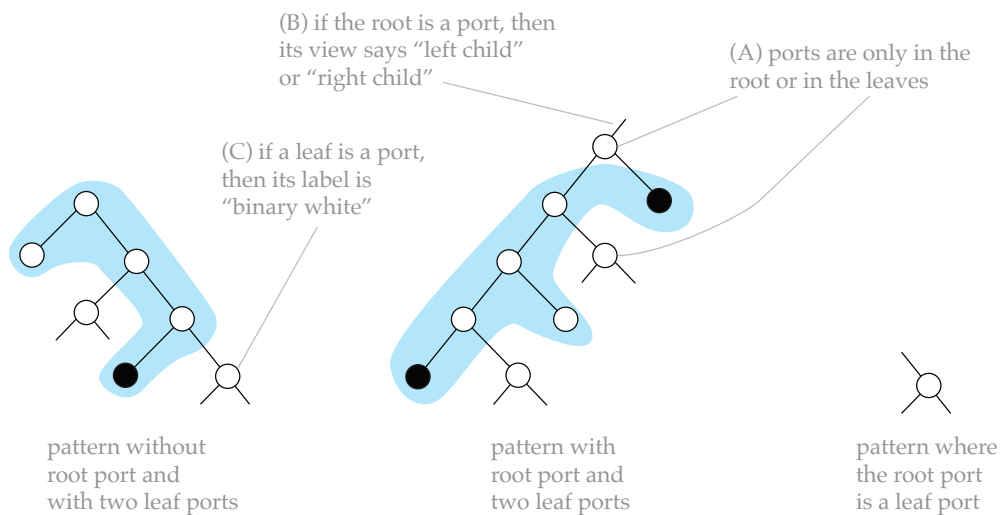 (B) if the root is a port, then
its view says “left child”
or “right child”
(A) ports are only in the
root or in the leaves
(C) if a leaf is a port,
then its label is
“binary white”
pattern without
root port and
with two leaf ports
pattern with
root port and
two leaf ports
pattern where
the root port
is a leaf port